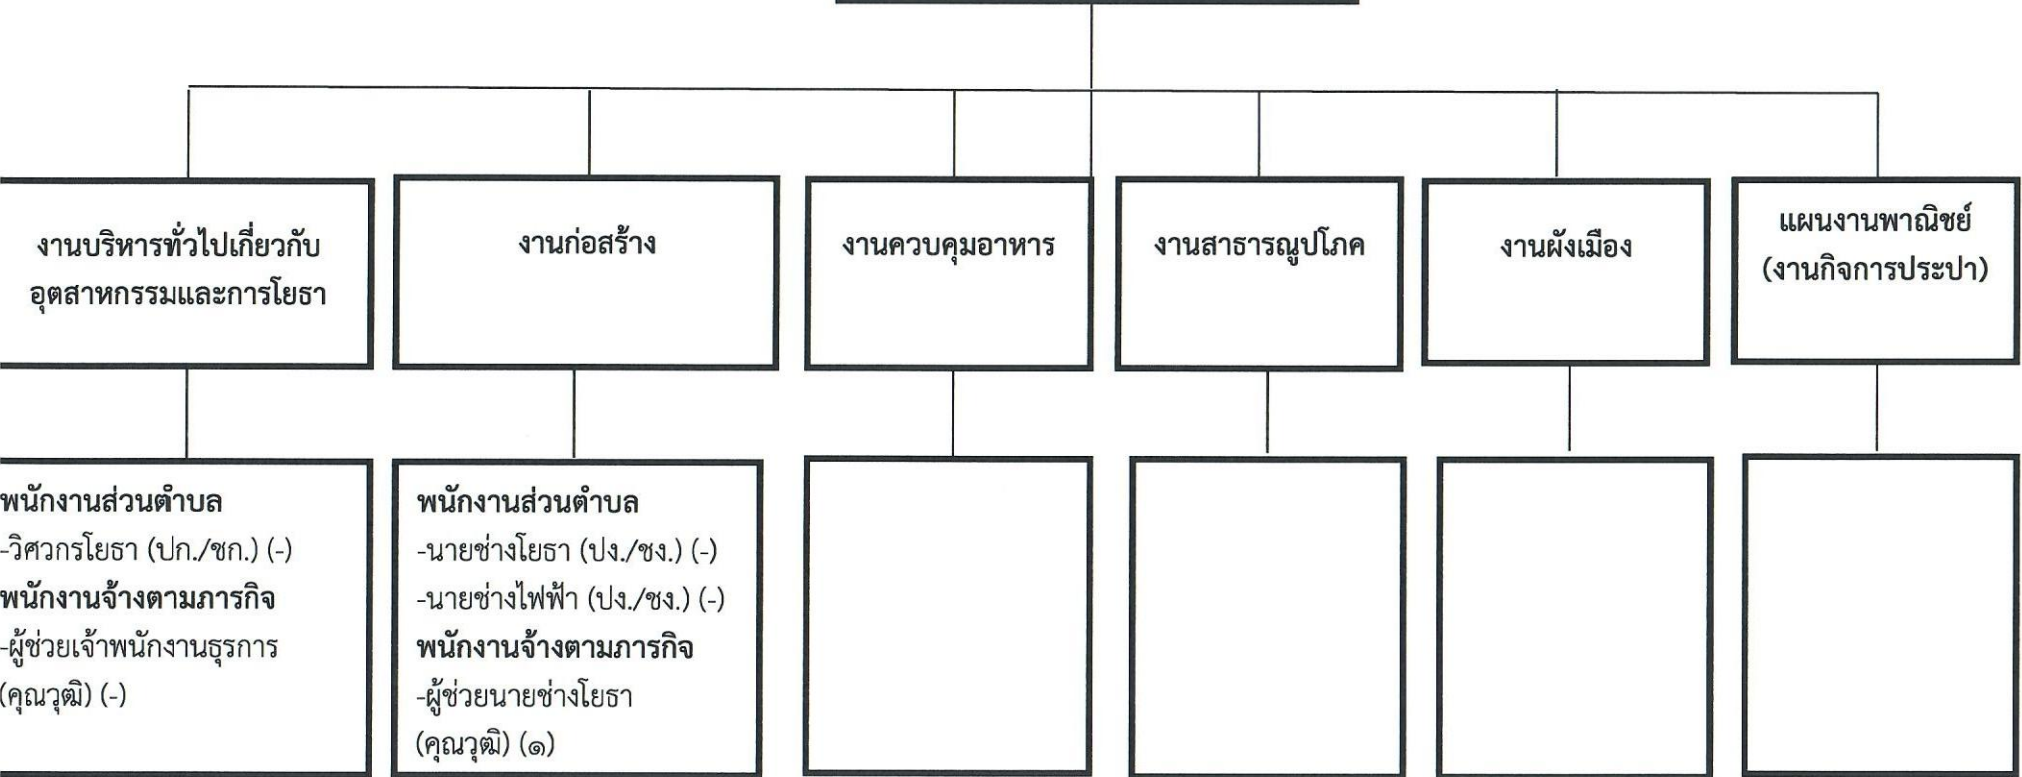 งานบริหารทั่วไปเกี่ยวกับ
อุตสาหกรรมและการโยธา
งานก่อสร้าง
งานควบคุมอาหาร
งานสาธารณูปโภค
งานผังเมือง
แผนงานพาณิชย์
(งานกิจการประปา)
พนักงานส่วนตำบล
-วิศวกรโยธา (ปก./ชก.) (-)
พนักงานจ้างตามภารกิจ
-ผู้ช่วยเจ้าพนักงานธุรการ
(คุณวุฒิ) (-)
พนักงานส่วนตำบล
-นายช่างโยธา (ปง./ชง.) (-)
-นายช่างไฟฟ้า (ปง./ชง.) (-)
พนักงานจ้างตามภารกิจ
-ผู้ช่วยนายช่างโยธา
(คุณวุฒิ) (๑)